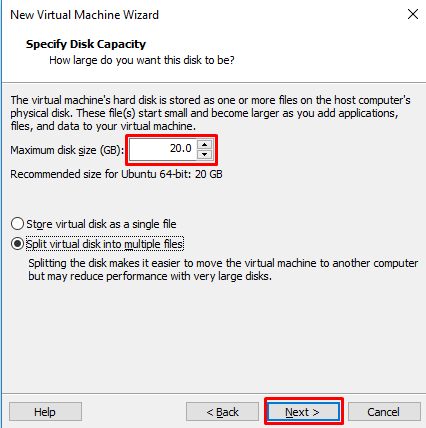 New Virtual Machine Wizard
Specify Disk Capacity
How large do you want this disk to be?
The virtual machine's hard disk is stored as one or more files on the host computer's
physical disk. These file(s) start small and become larger as you add applications,
files, and data to your virtual machine.
Maximum disk size (GB): 20.0
Recommended size for Ubuntu 64-bit: 20 GB
Store virtual disk as a single file
Split virtual disk into multiple files
Splitting the disk makes it easier to move the virtual machine to another computer
but may reduce performance with very large disks.
Help < Back Next > Cancel